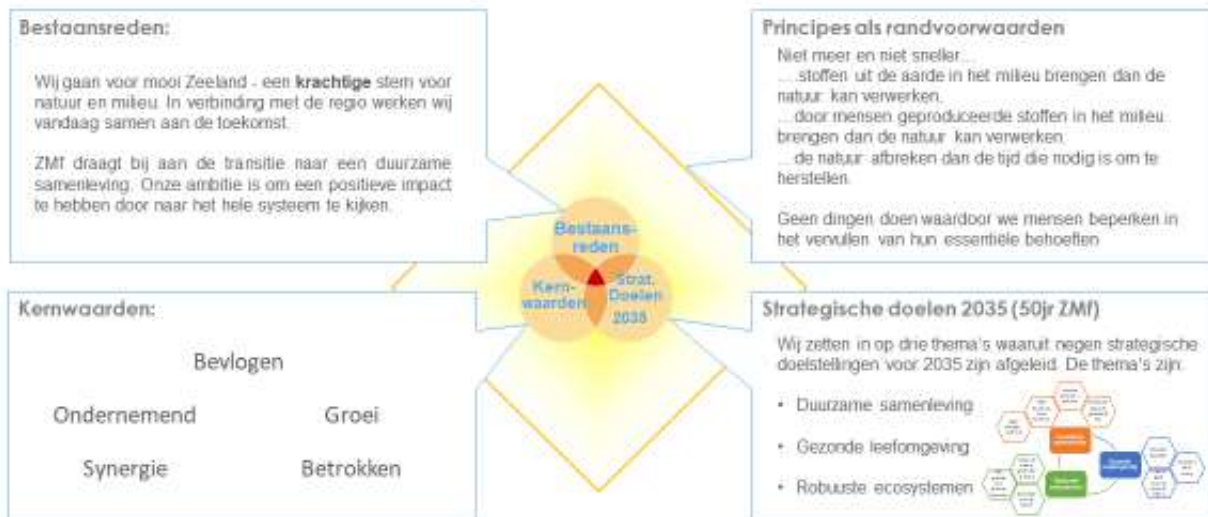 Bestaansreden:
Wij gaan voor mooi Zeeland - een krachtige stem voor
natuur en milieu. In verbinding met de regio werken wij
vandaag samen aan de toekomst.
ZMf draagt bij aan de transitie naar een duurzame
samenleving. Onze ambitie is om een positieve impact
te hebben door naar het hele systeem te kijken.
Principes als randvoorwaarden
Niet meer en niet sneller…
… stoffen uit de aarde in het milieu brengen dan de
natuur kan verwerken.
…door mensen geproduceerde stoffen in het milieu
brengen dan de natuur kan verwerken
…de natuur afbreken dan de tijd die nodig is om te
herstellen
Geen dingen doen waardoor we mensen beperken in
het vervullen van hun essentiële behoeften
Bestaans-
reden
Kern-
waarden
Strat.
Doelen
2035
Kernwaarden:
Bevlogen
Ondernemend
Groei
Synergie
Betrokken
Strategische doelen 2035 (50jr ZMf)
Wij zetten in op drie thema's waaruit negen strategische
doelstellingen voor 2035 zijn afgeleid. De thema's zijn:
• Duurzame samenleving
• Gezonde leefomgeving
• Robuuste ecosystemen